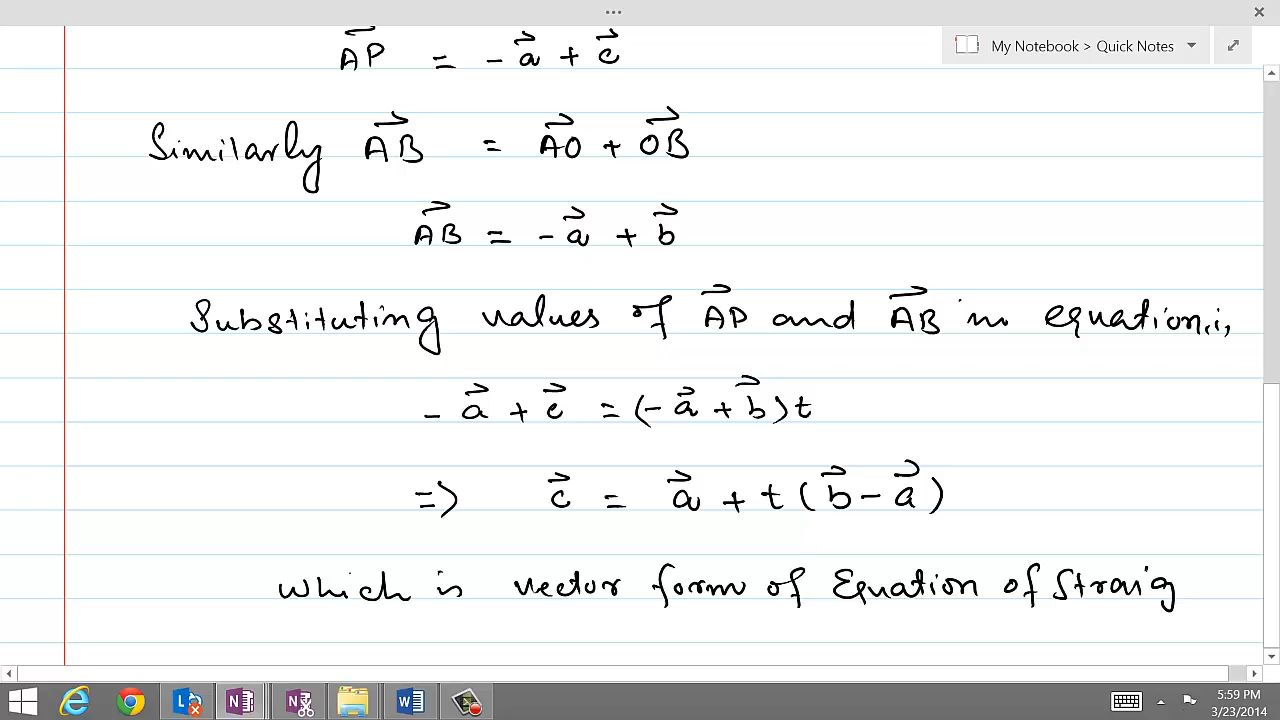 My Notebook > Quick Notes
AP⃗ = - a⃗ + c⃗
Similarly AB⃗ = AO⃗ + OB⃗
AB⃗ = - a⃗ + b⃗
Substituting values of AP⃗ and AB⃗ in equation,i,
- a⃗ + c⃗ = (- a⃗ + b⃗)t
=> c⃗ = a⃗ + t(b⃗ - a⃗)
which is vector form of Equation of Straig
5:59 PM
3/23/2014